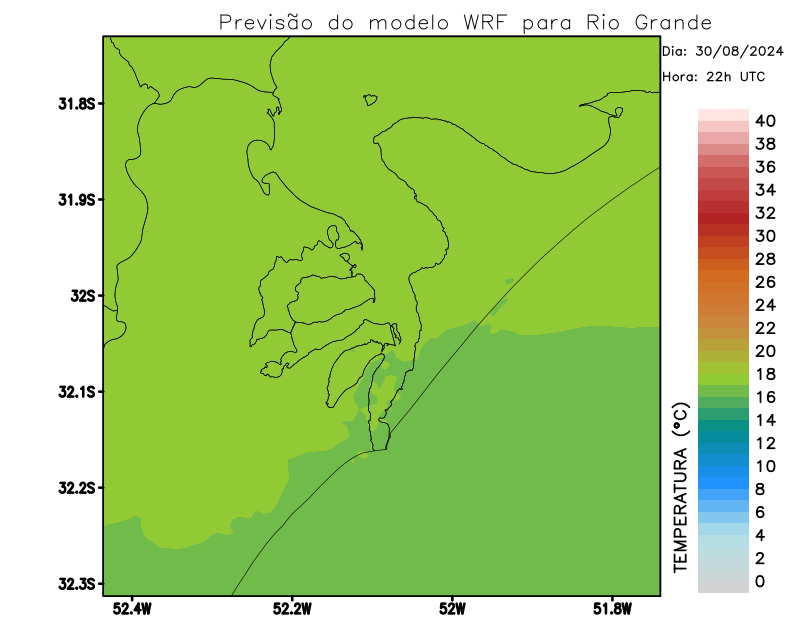 Previsão do modelo WRF para Rio Grande
Dia: 30/08/2024
Hora: 22h UTC
31.8S
31.9S
32S
32.1S
32.2S
32.3S
52.4W
52.2W
52W
51.8W
TEMPERATURA (°C)
40
38
36
34
32
30
28
26
24
22
20
18
16
14
12
10
8
6
4
2
0